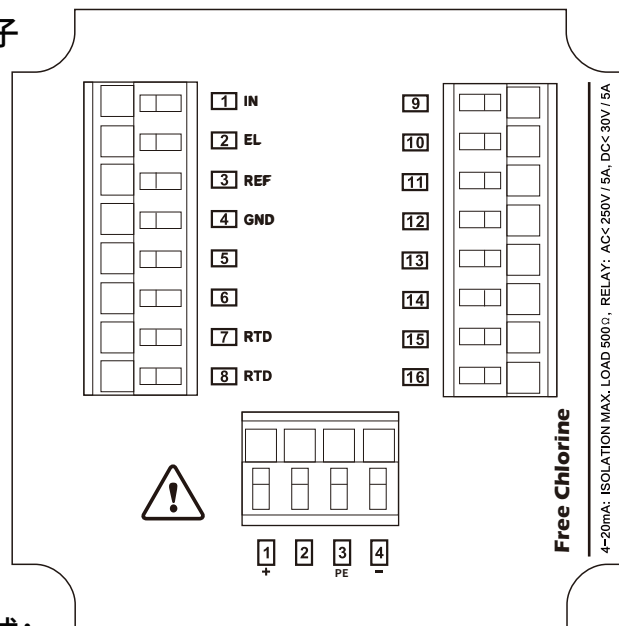 子
1 IN
2 EL
3 REF
4 GND
5
6
7 RTD
8 RTD
9
10
11
12
13
14
15
16
1 2 3 4
+ PE −
Free Chlorine
4–20mA: ISOLATION MAX. LOAD 500Ω, RELAY: AC< 250V / 5A, DC< 30V / 5A